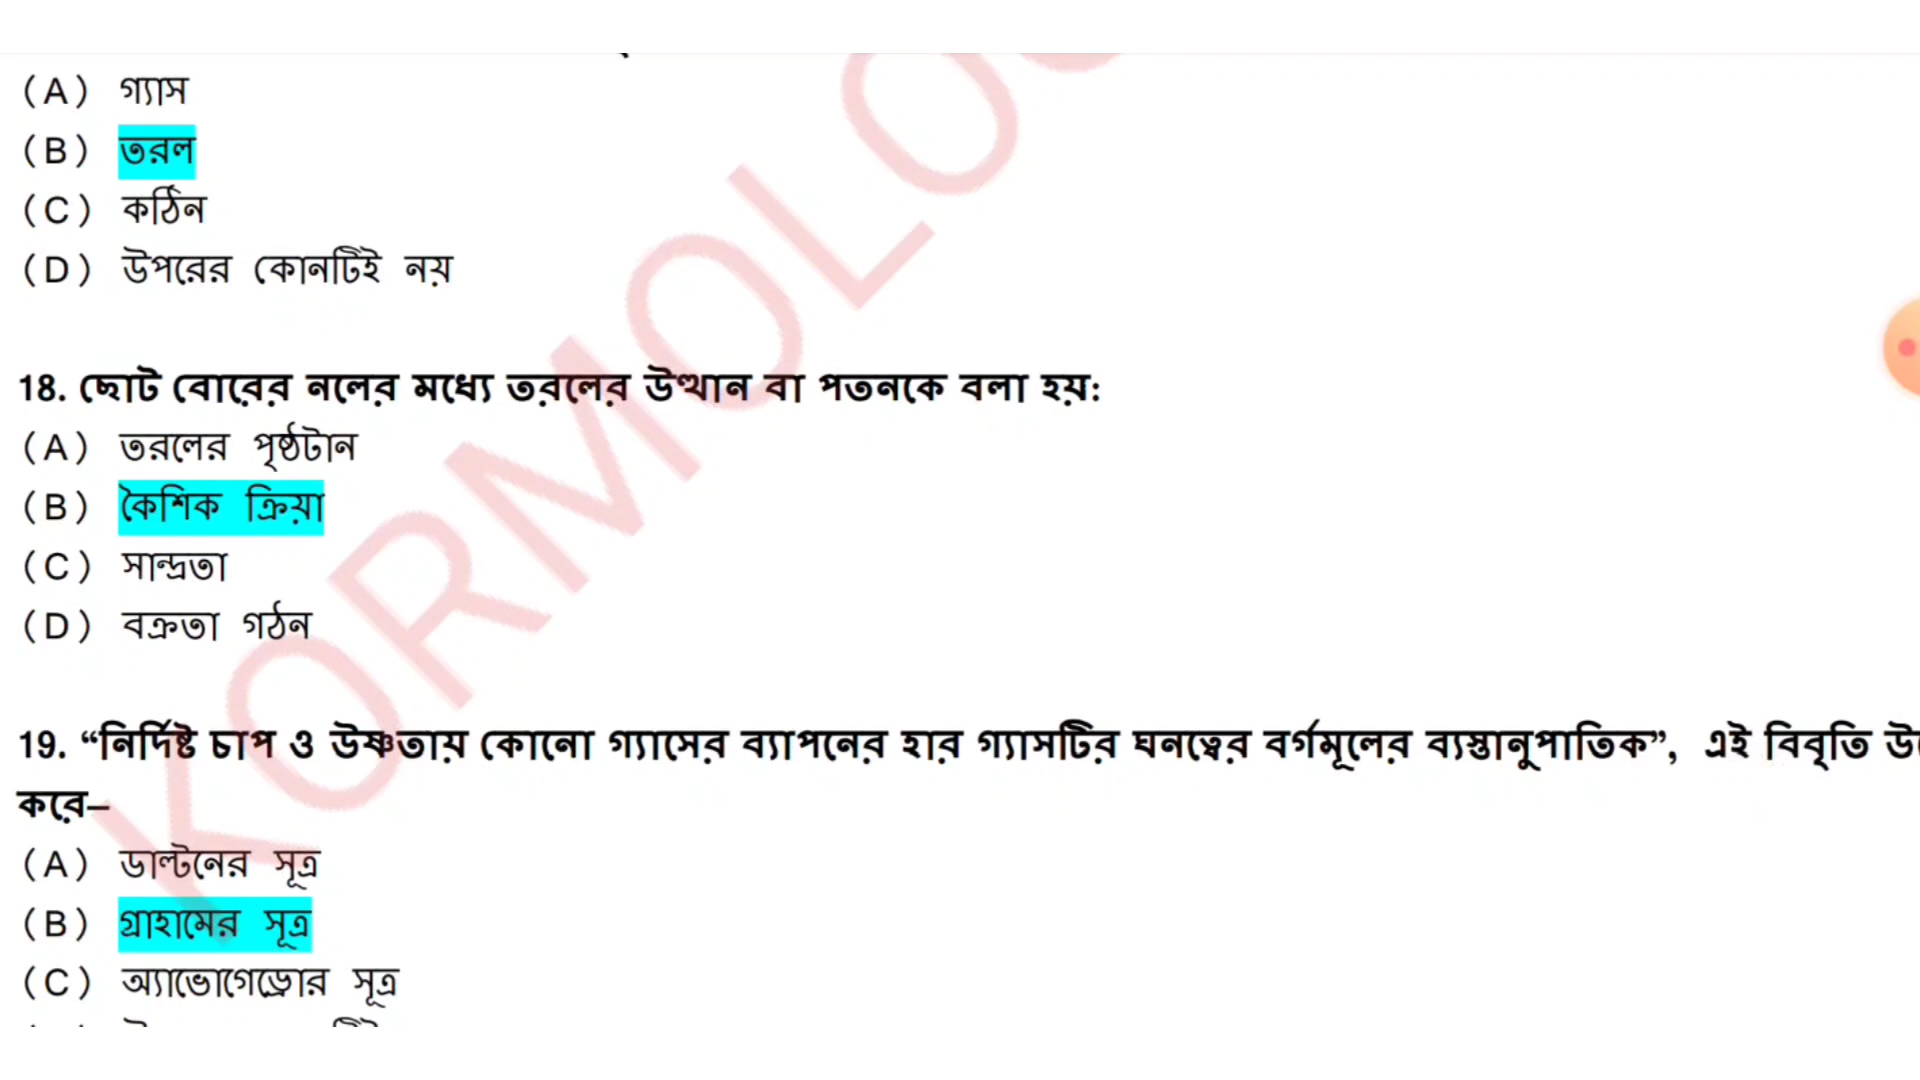 (A) গ্যাস
(B) তরল
(C) কঠিন
(D) উপরের কোনটিই নয়
18. ছোট বোরের নলের মধ্যে তরলের উত্থান বা পতনকে বলা হয়:
(A) তরলের পৃষ্ঠটান
(B) কৈশিক ক্রিয়া
(C) সান্দ্রতা
(D) বক্রতা গঠন
19. “নির্দিষ্ট চাপ ও উষ্ণতায় কোনো গ্যাসের ব্যাপনের হার গ্যাসটির ঘনত্বের বর্গমূলের ব্যস্তানুপাতিক”, এই বিবৃতি
করে–
(A) ডাল্টনের সূত্র
(B) গ্রাহামের সূত্র
(C) অ্যাভোগেড্রোর সূত্র